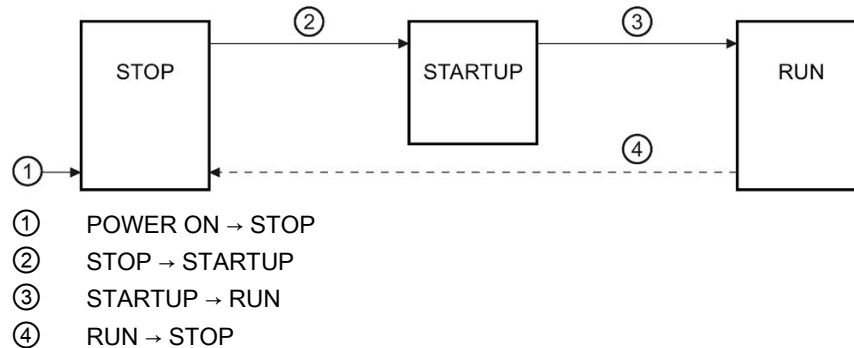 ② ③
STOP STARTUP RUN
④
①
① POWER ON → STOP
② STOP → STARTUP
③ STARTUP → RUN
④ RUN → STOP